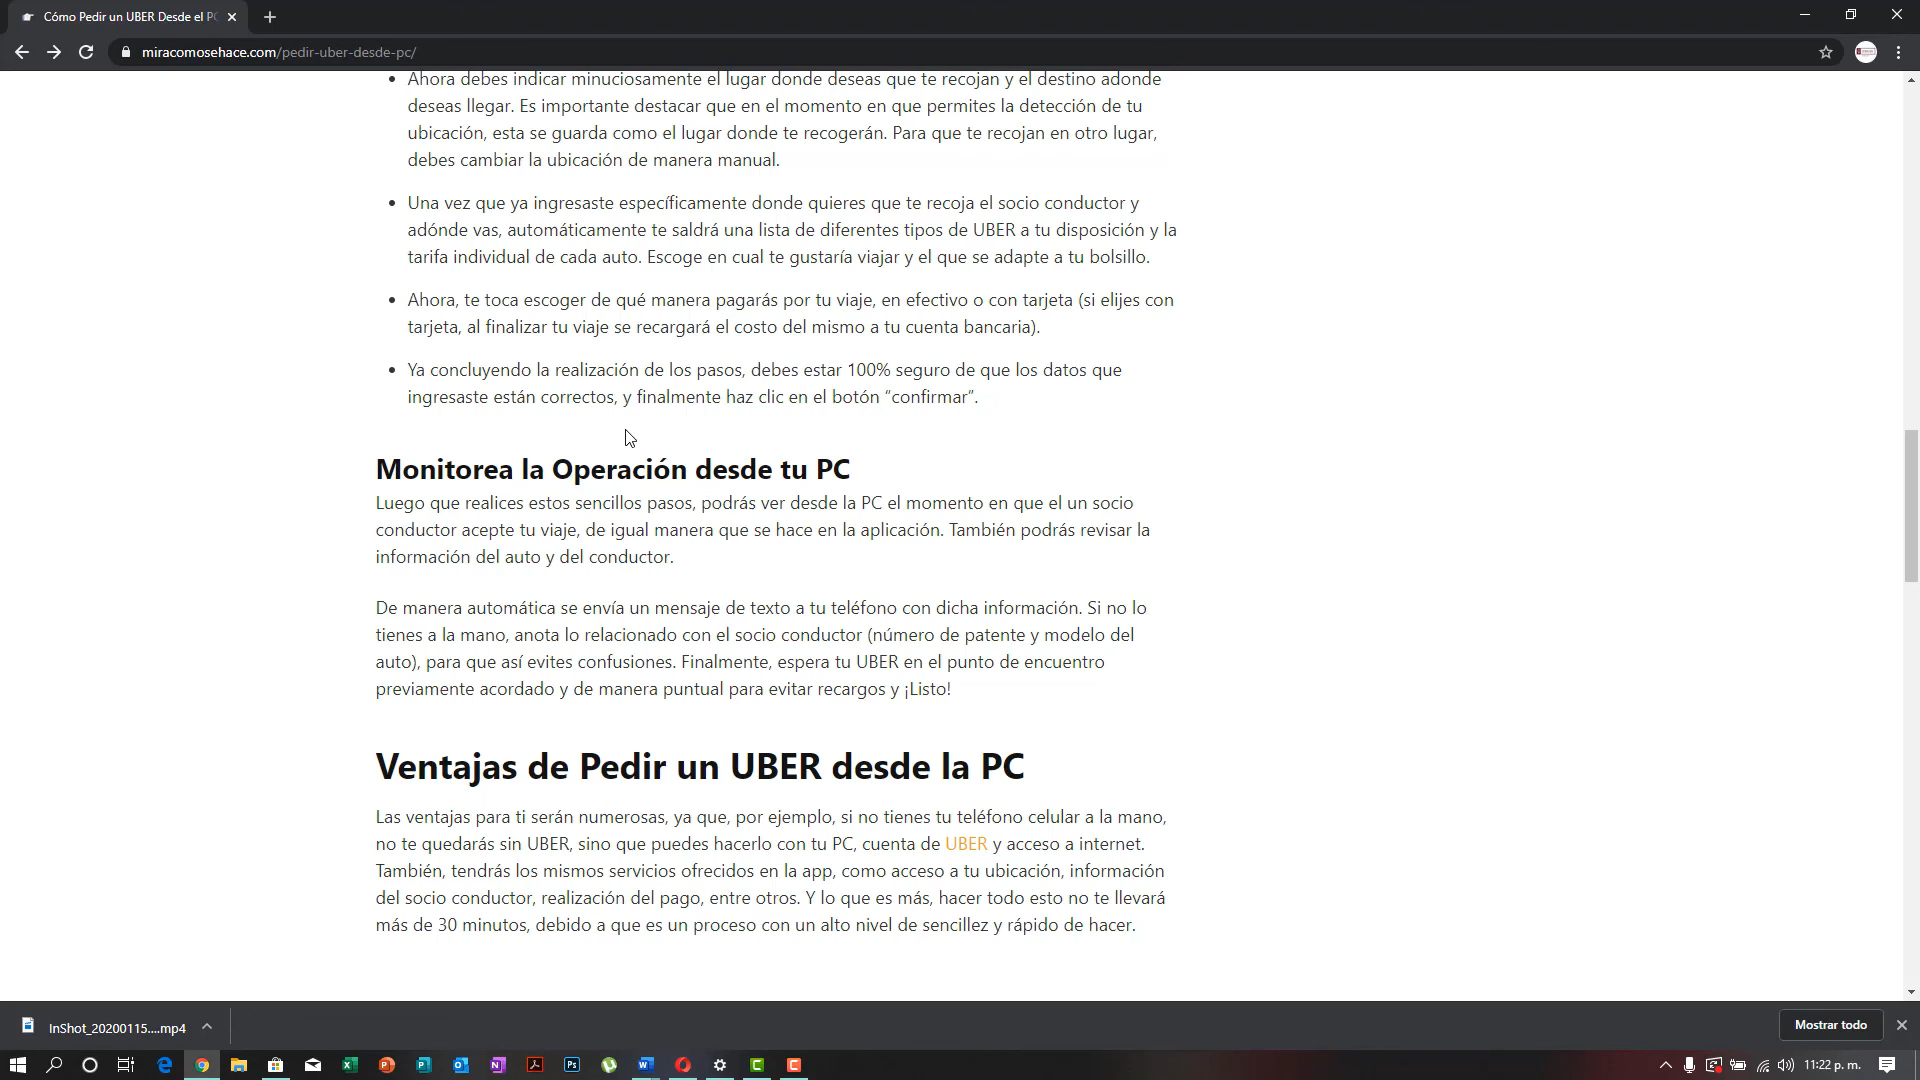 Cómo Pedir un UBER Desde el PC
miracomosehace.com/pedir-uber-desde-pc/
Ahora debes indicar minuciosamente el lugar donde deseas que te recojan y el destino adonde
deseas llegar. Es importante destacar que en el momento en que permites la detección de tu
ubicación, esta se guarda como el lugar donde te recogerán. Para que te recojan en otro lugar,
debes cambiar la ubicación de manera manual.
Una vez que ya ingresaste específicamente donde quieres que te recoja el socio conductor y
adónde vas, automáticamente te saldrá una lista de diferentes tipos de UBER a tu disposición y la
tarifa individual de cada auto. Escoge en cual te gustaría viajar y el que se adapte a tu bolsillo.
Ahora, te toca escoger de qué manera pagarás por tu viaje, en efectivo o con tarjeta (si elijes con
tarjeta, al finalizar tu viaje se recargará el costo del mismo a tu cuenta bancaria).
Ya concluyendo la realización de los pasos, debes estar 100% seguro de que los datos que
ingresaste están correctos, y finalmente haz clic en el botón “confirmar”.
Monitorea la Operación desde tu PC
Luego que realices estos sencillos pasos, podrás ver desde la PC el momento en que el un socio
conductor acepte tu viaje, de igual manera que se hace en la aplicación. También podrás revisar la
información del auto y del conductor.
De manera automática se envía un mensaje de texto a tu teléfono con dicha información. Si no lo
tienes a la mano, anota lo relacionado con el socio conductor (número de patente y modelo del
auto), para que así evites confusiones. Finalmente, espera tu UBER en el punto de encuentro
previamente acordado y de manera puntual para evitar recargos y ¡Listo!
Ventajas de Pedir un UBER desde la PC
Las ventajas para ti serán numerosas, ya que, por ejemplo, si no tienes tu teléfono celular a la mano,
no te quedarás sin UBER, sino que puedes hacerlo con tu PC, cuenta de UBER y acceso a internet.
También, tendrás los mismos servicios ofrecidos en la app, como acceso a tu ubicación, información
del socio conductor, realización del pago, entre otros. Y lo que es más, hacer todo esto no te llevará
más de 30 minutos, debido a que es un proceso con un alto nivel de sencillez y rápido de hacer.
InShot_20200115....mp4
Mostrar todo
11:22 p. m.